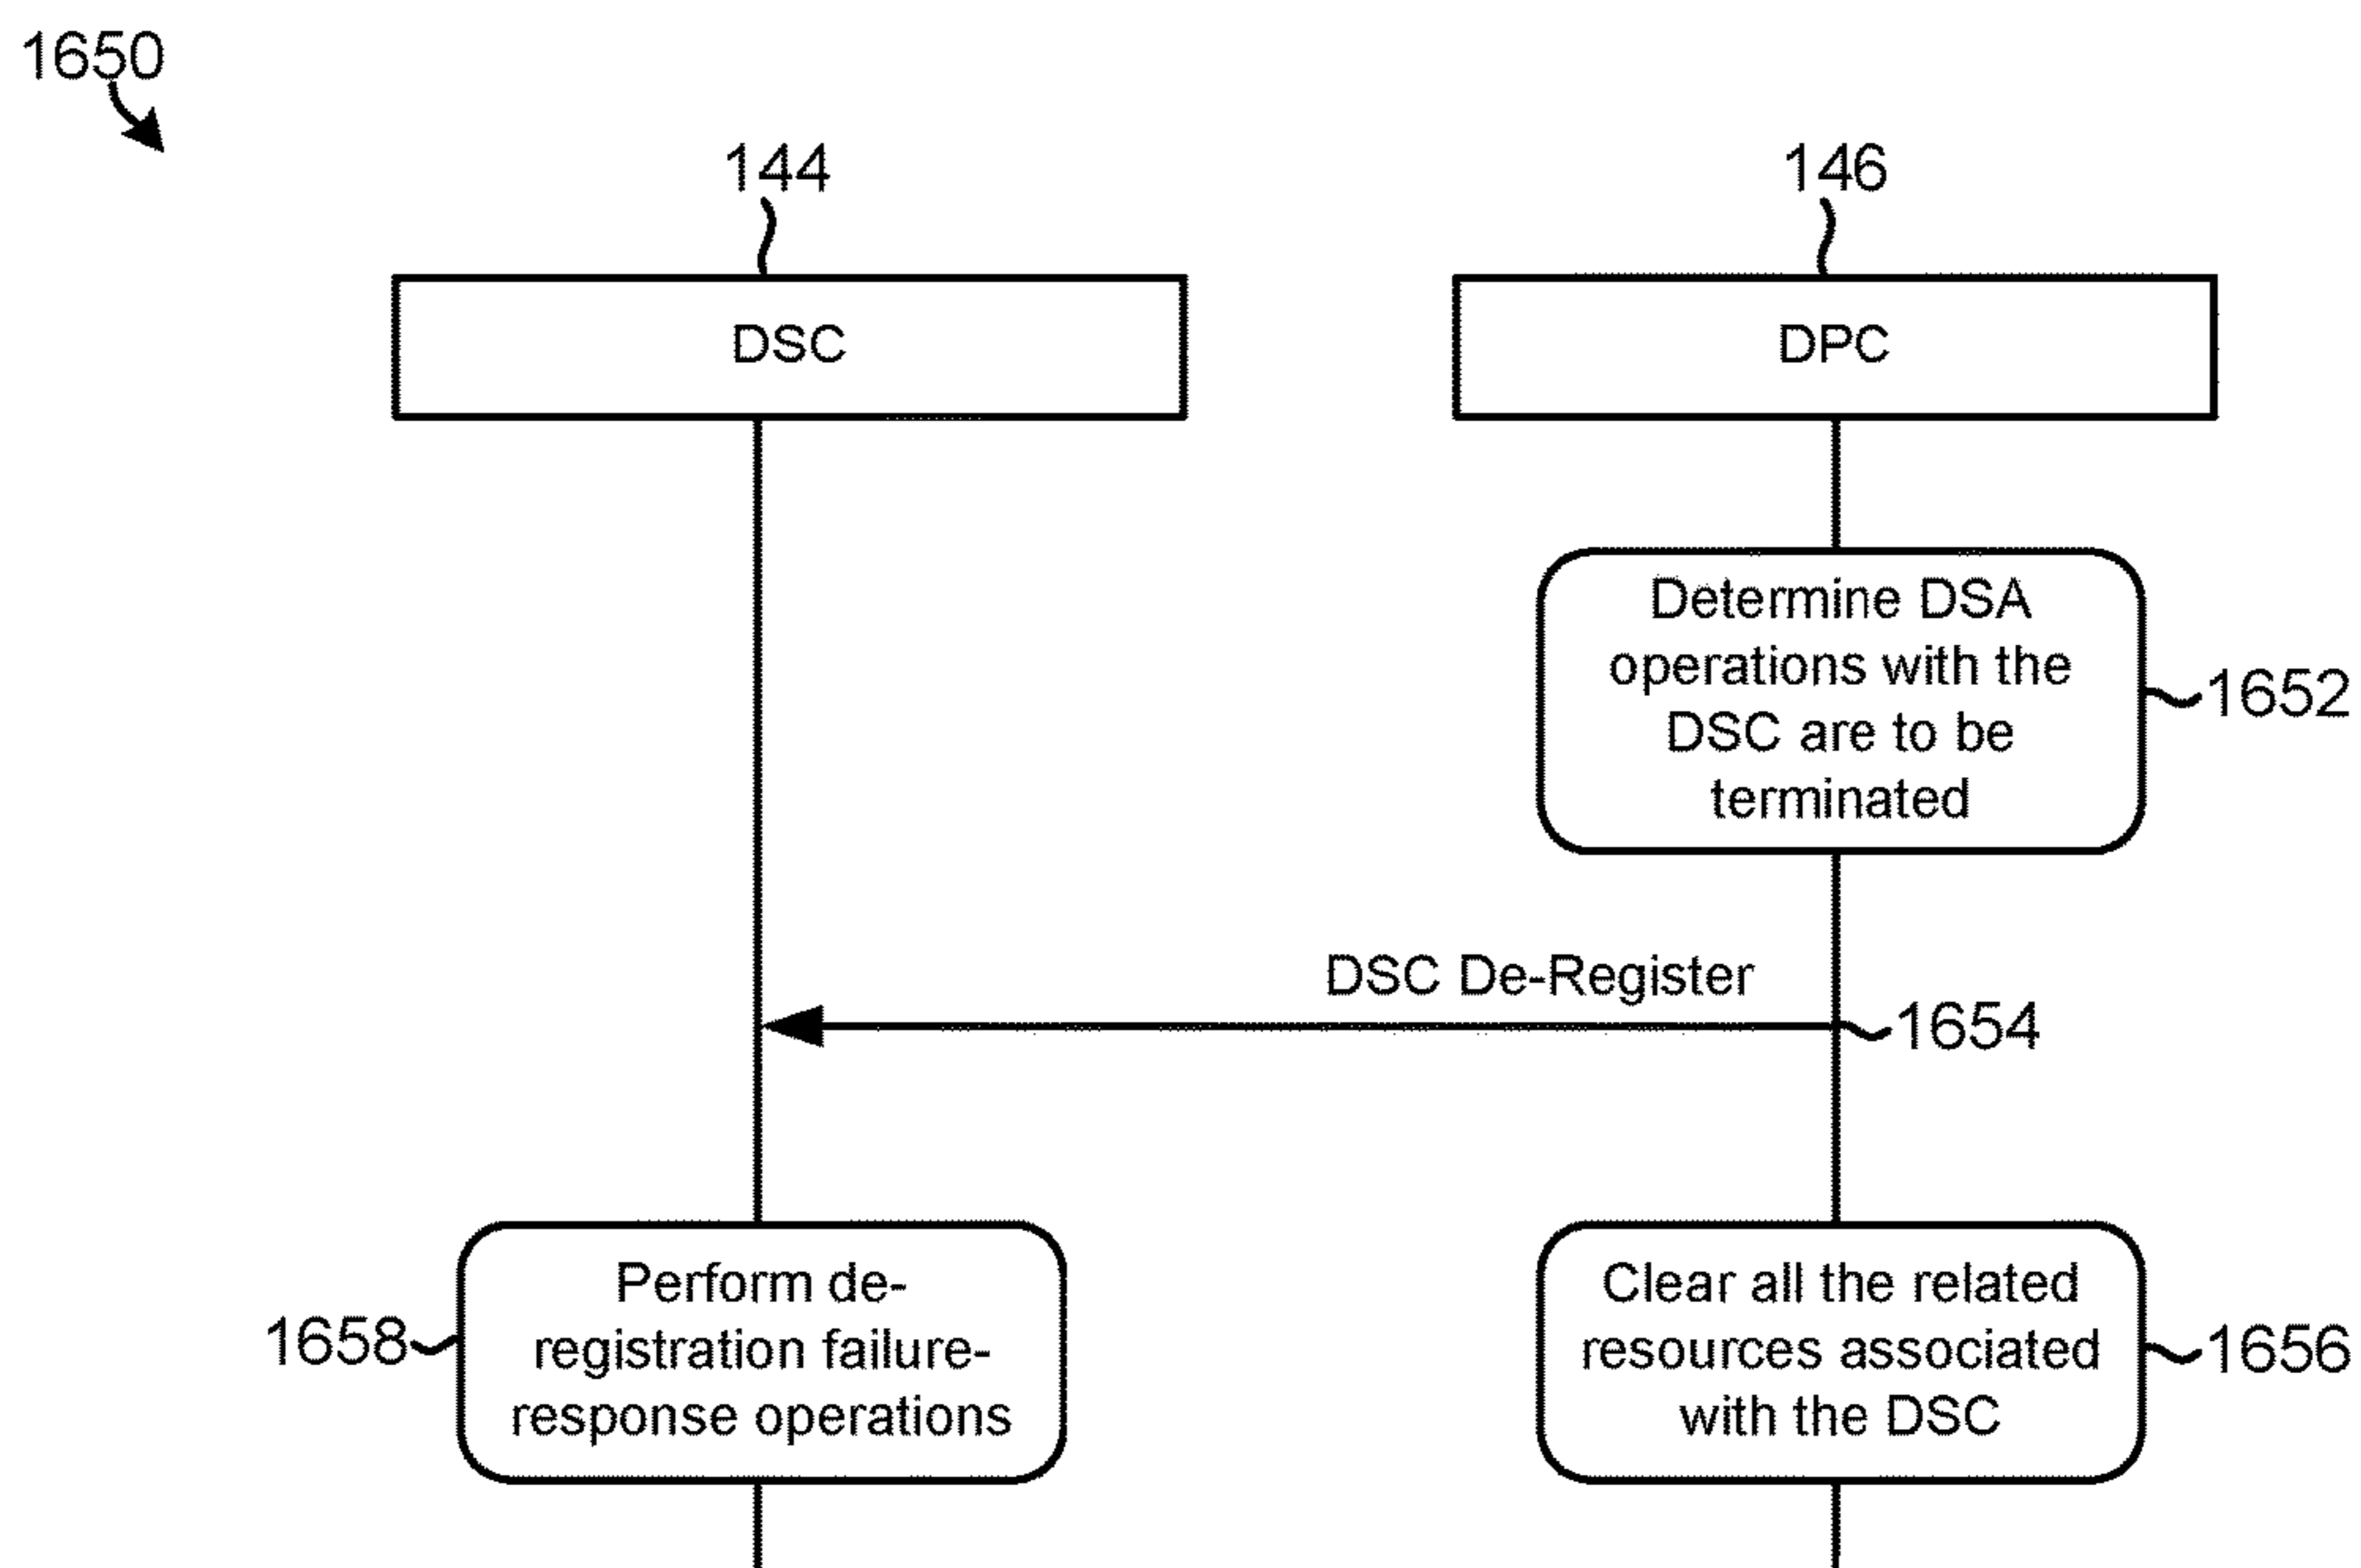 1650
144
146
DSC
DPC
Determine DSA
operations with the
DSC are to be
terminated
1652
DSC De-Register
1654
Perform de-
registration failure-
response operations
1658
Clear all the related
resources associated
with the DSC
1656